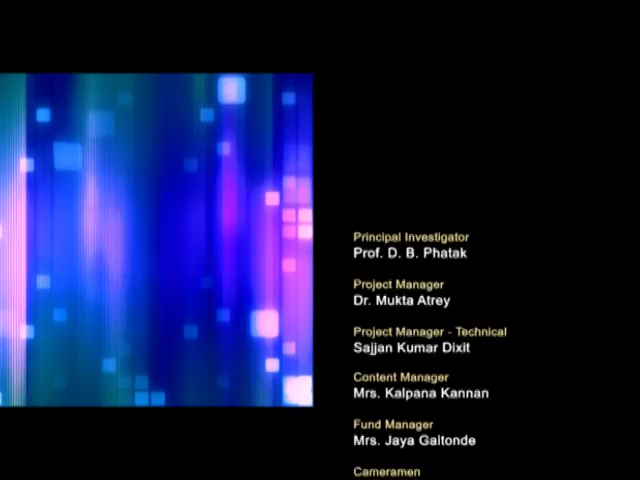 Principal Investigator
Prof. D. B. Phatak
Project Manager
Dr. Mukta Atrey
Project Manager - Technical
Sajjan Kumar Dixit
Content Manager
Mrs. Kalpana Kannan
Fund Manager
Mrs. Jaya Gaitonde
Cameramen